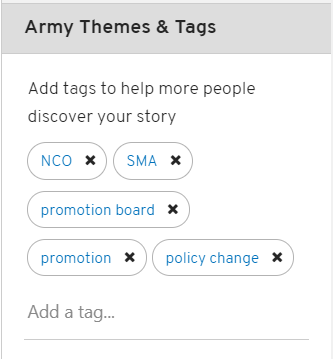 Army Themes & Tags
Add tags to help more people
discover your story
NCO ✖ SMA ✖
promotion board ✖
promotion ✖ policy change ✖
Add a tag...